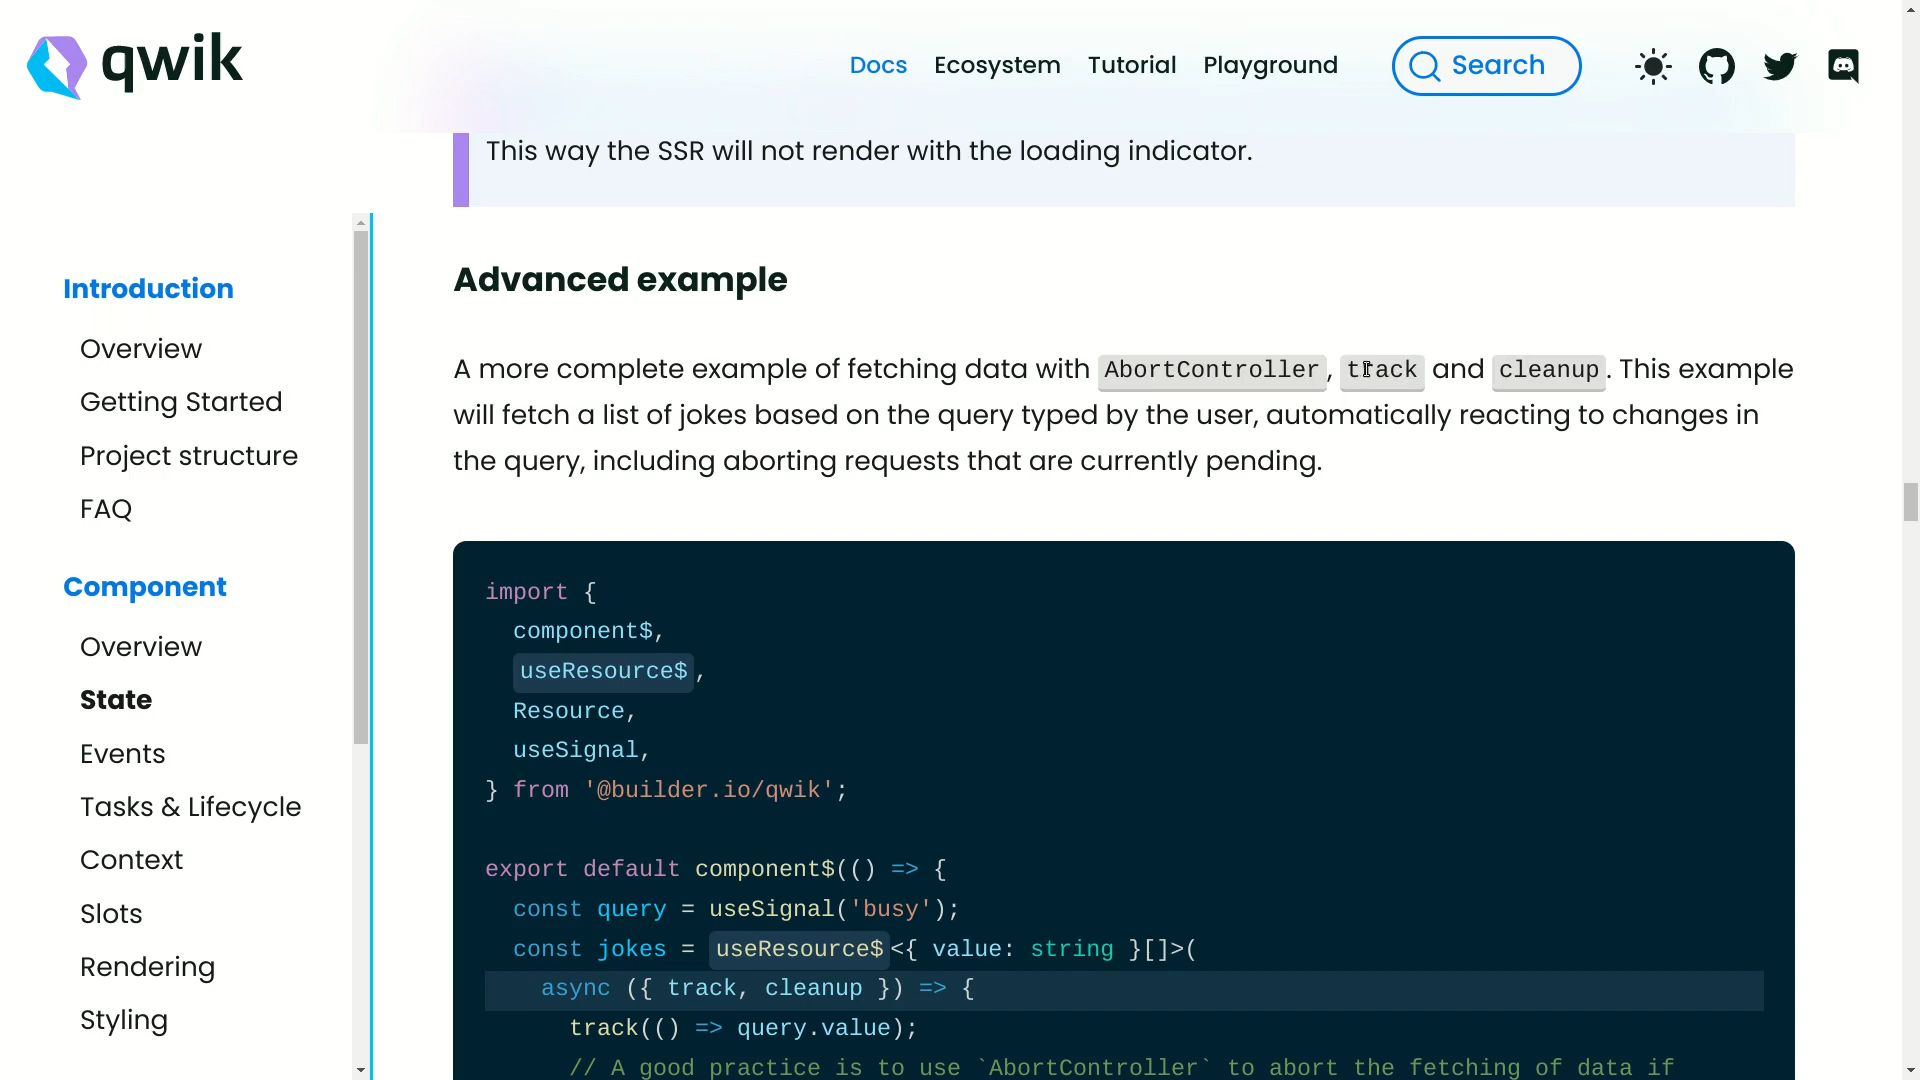 qwik
Docs Ecosystem Tutorial Playground Search
This way the SSR will not render with the loading indicator.
Introduction
Overview
Getting Started
Project structure
FAQ
Component
Overview
State
Events
Tasks & Lifecycle
Context
Slots
Rendering
Styling
Advanced example
A more complete example of fetching data with AbortController, track and cleanup. This example
will fetch a list of jokes based on the query typed by the user, automatically reacting to changes in
the query, including aborting requests that are currently pending.
import {
  component$,
  useResource$,
  Resource,
  useSignal,
} from '@builder.io/qwik';
export default component$(() => {
  const query = useSignal('busy');
  const jokes = useResource$<{ value: string }[]>(
    async ({ track, cleanup }) => {
      track(() => query.value);
      // A good practice is to use `AbortController` to abort the fetching of data if